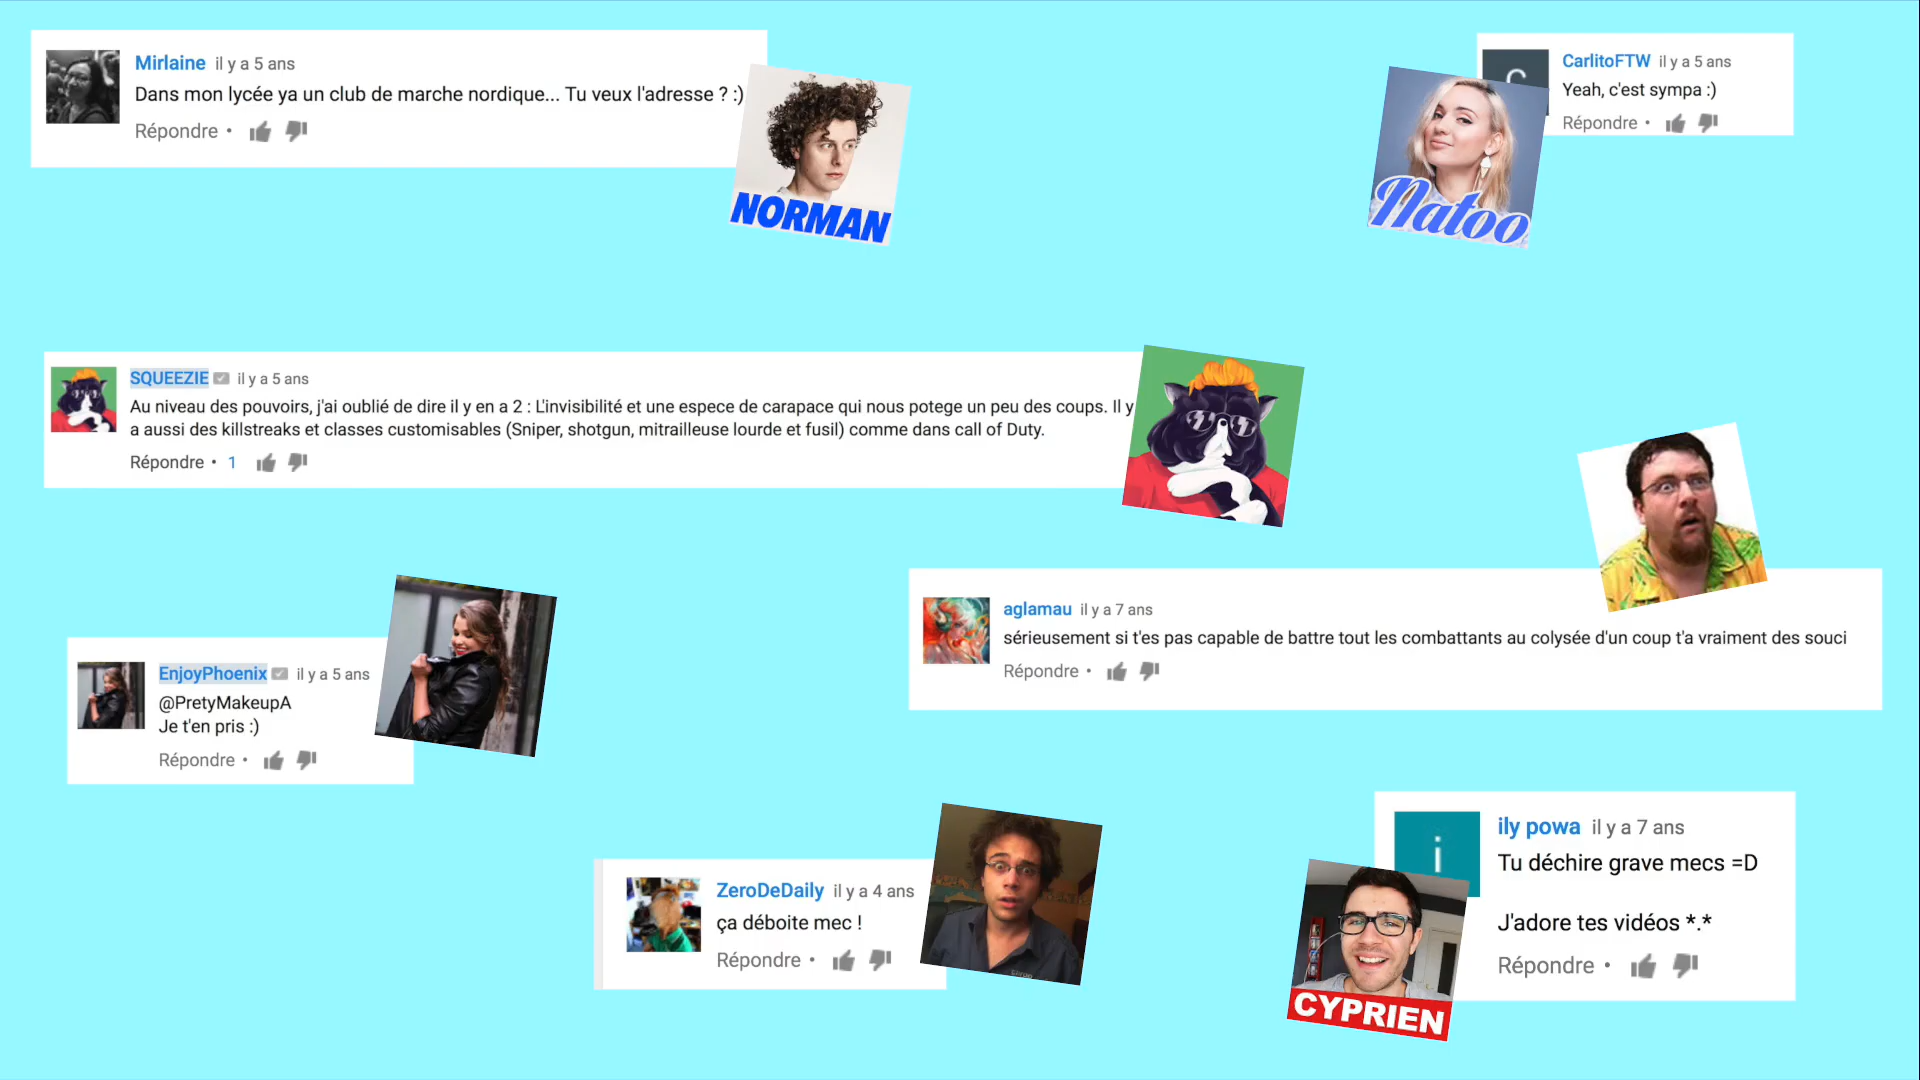 Mirlaine il y a 5 ans
Dans mon lycée ya un club de marche nordique... Tu veux l'adresse ? :)
Répondre •
NORMAN
C
CarlitoFTW il y a 5 ans
Yeah, c'est sympa :)
Répondre •
Natoo
SQUEEZIE il y a 5 ans
Au niveau des pouvoirs, j'ai oublié de dire il y en a 2 : L'invisibilité et une espece de carapace qui nous potege un peu des coups. Il y
a aussi des killstreaks et classes customisables (Sniper, shotgun, mitrailleuse lourde et fusil) comme dans call of Duty.
Répondre • 1
aglamau il y a 7 ans
sérieusement si t'es pas capable de battre tout les combattants au colysée d'un coup t'a vraiment des souci
Répondre •
EnjoyPhoenix il y a 5 ans
@PretyMakeupA
Je t'en pris :)
Répondre •
ZeroDeDaily il y a 4 ans
ça déboite mec !
Répondre •
i
ily powa il y a 7 ans
Tu déchire grave mecs =D
J'adore tes vidéos *.*
Répondre •
CYPRIEN